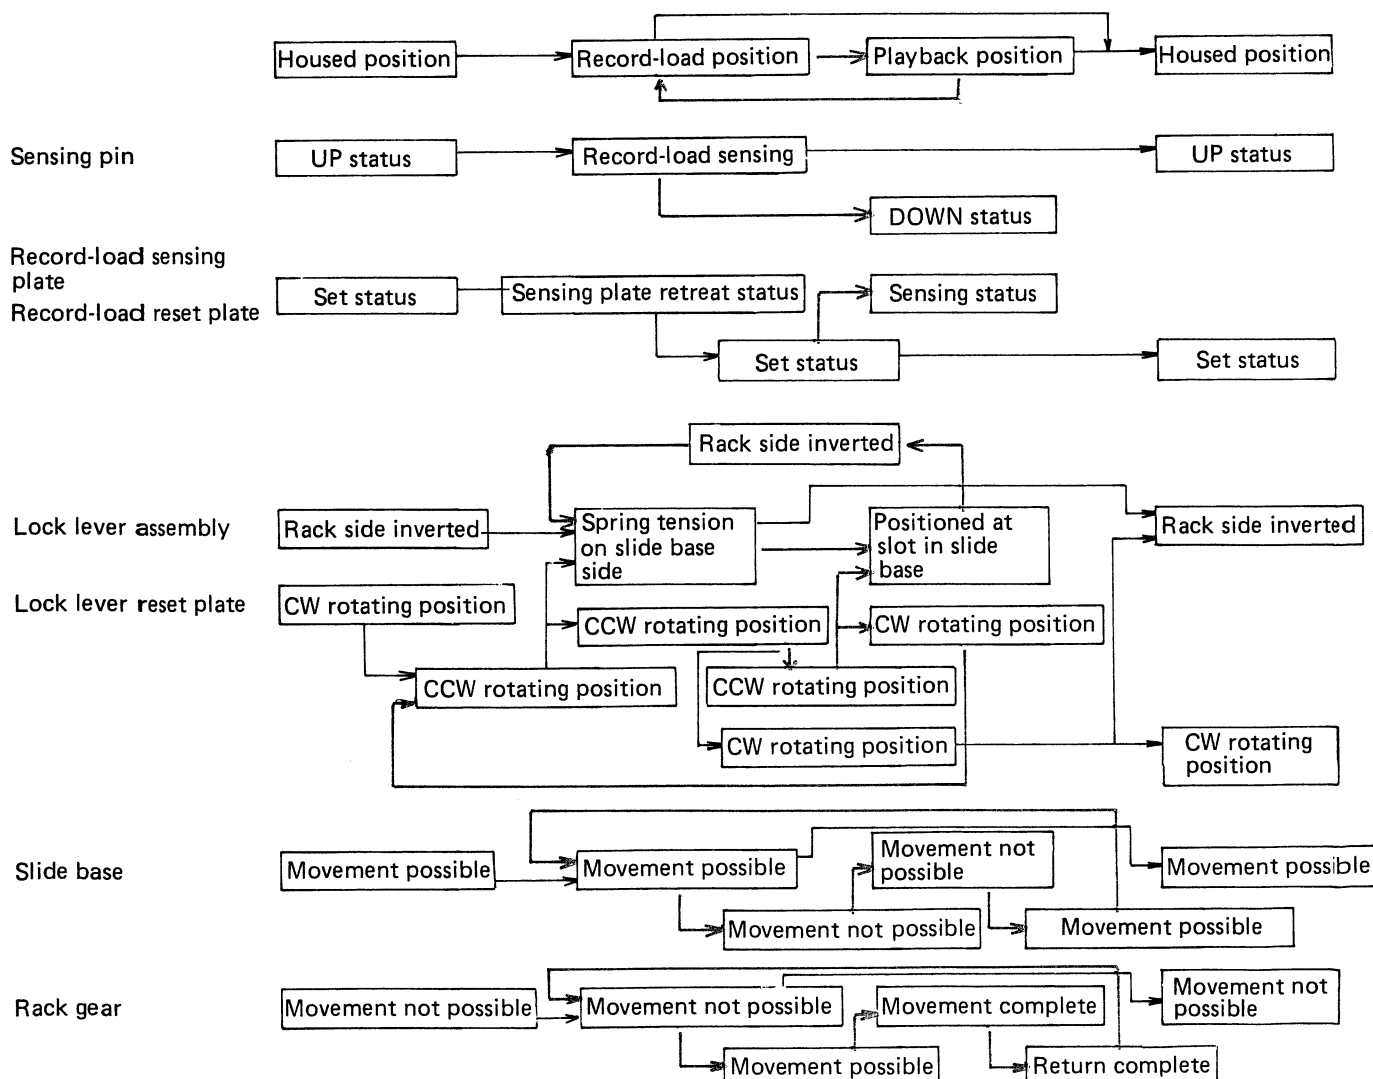 Housed position
Record-load position
Playback position
Housed position
Sensing pin
UP status
Record-load sensing
UP status
DOWN status
Record-load sensing
plate
Record-load reset plate
Set status
Sensing plate retreat status
Sensing status
Set status
Set status
Rack side inverted
Lock lever assembly
Rack side inverted
Spring tension
on slide base
side
Positioned at
slot in slide
base
Rack side inverted
Lock lever reset plate
CW rotating position
CCW rotating position
CW rotating position
CCW rotating position
CCW rotating position
CW rotating position
CW rotating
position
Slide base
Movement possible
Movement possible
Movement not
possible
Movement possible
Movement not possible
Movement possible
Rack gear
Movement not possible
Movement not possible
Movement complete
Movement not
possible
Movement possible
Return complete